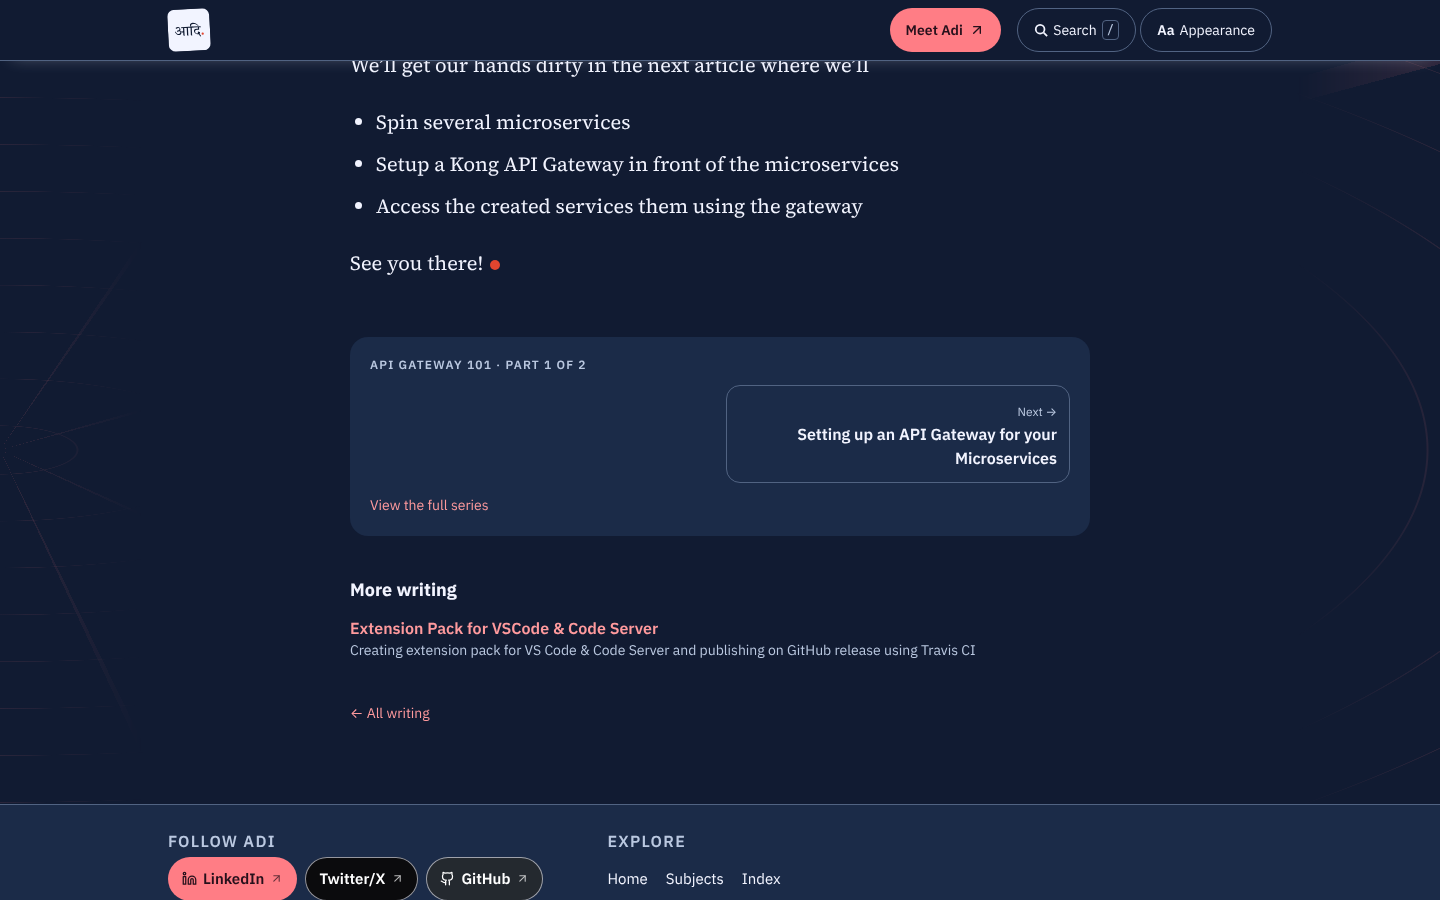 आदि.
Meet Adi
Search /
Aa Appearance
We'll get our hands dirty in the next article where we'll
Spin several microservices
Setup a Kong API Gateway in front of the microservices
Access the created services them using the gateway
See you there!
API GATEWAY 101 · PART 1 OF 2
Next →
Setting up an API Gateway for your
Microservices
View the full series
More writing
Extension Pack for VSCode & Code Server
Creating extension pack for VS Code & Code Server and publishing on GitHub release using Travis CI
← All writing
FOLLOW ADI
LinkedIn
Twitter/X
GitHub
EXPLORE
Home
Subjects
Index